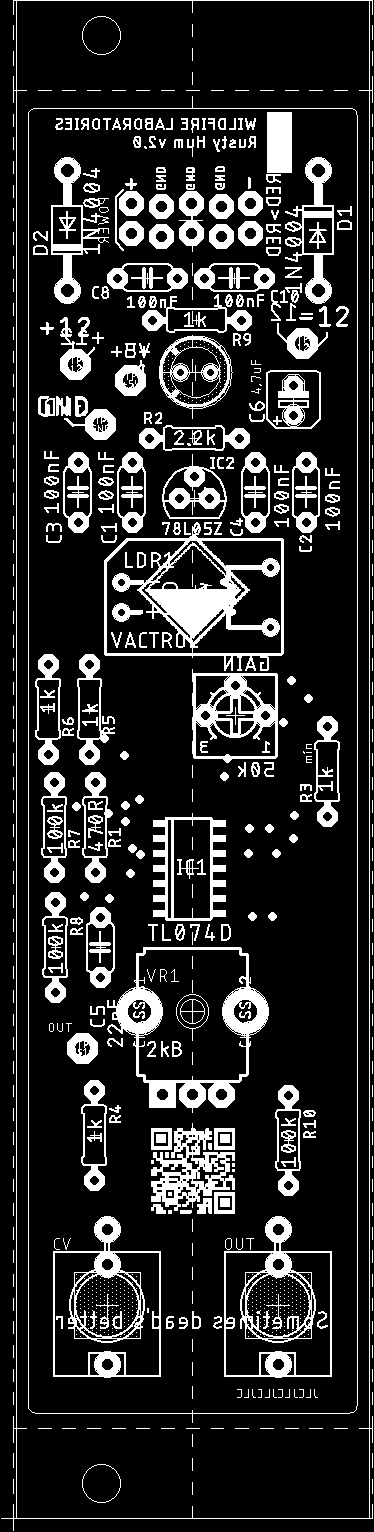 WILDFIRE LABORATORIES
Rusty Hum v2.0
+ GND GND GND -
RED>RED
POWER
1N4004
D2
1N4004
D1
C8
100nF
100nF
C10
1k
R9
+12
-12
+8V
GND
4,7uF
C6
+
R2
2.2k
IC2
78L05Z
C3
100nF
C1
100nF
C4
100nF
C2
100nF
LDR1
VACTROL
GAIN
3 1
50k
1k
R6
1k
R5
min
R3
1k
100k
R7
470R
R1
IC1
TL074D
100k
R8
VR1
C5
2kB
OUT
1k
R4
100k
R10
CV
OUT
Sometimes dead's better